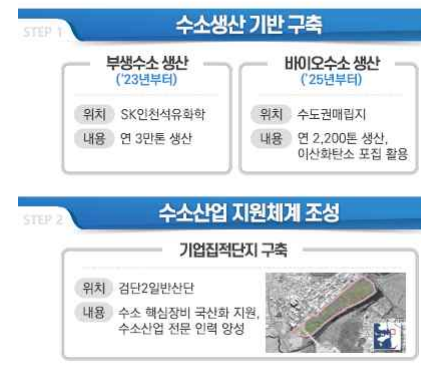 STEP 1
수소생산 기반 구축
부생수소 생산
('23년부터)
위치 SK인천석유화학
내용 연 3만톤 생산
바이오수소 생산
('25년부터)
위치 수도권매립지
내용 연 2,200톤 생산,
이산화탄소 포집 활용
STEP 2
수소산업 지원체계 조성
기업집적단지 구축
위치 검단2일반산단
내용 수소 핵심장비 국산화 지원,
수소산업 전문 인력 양성